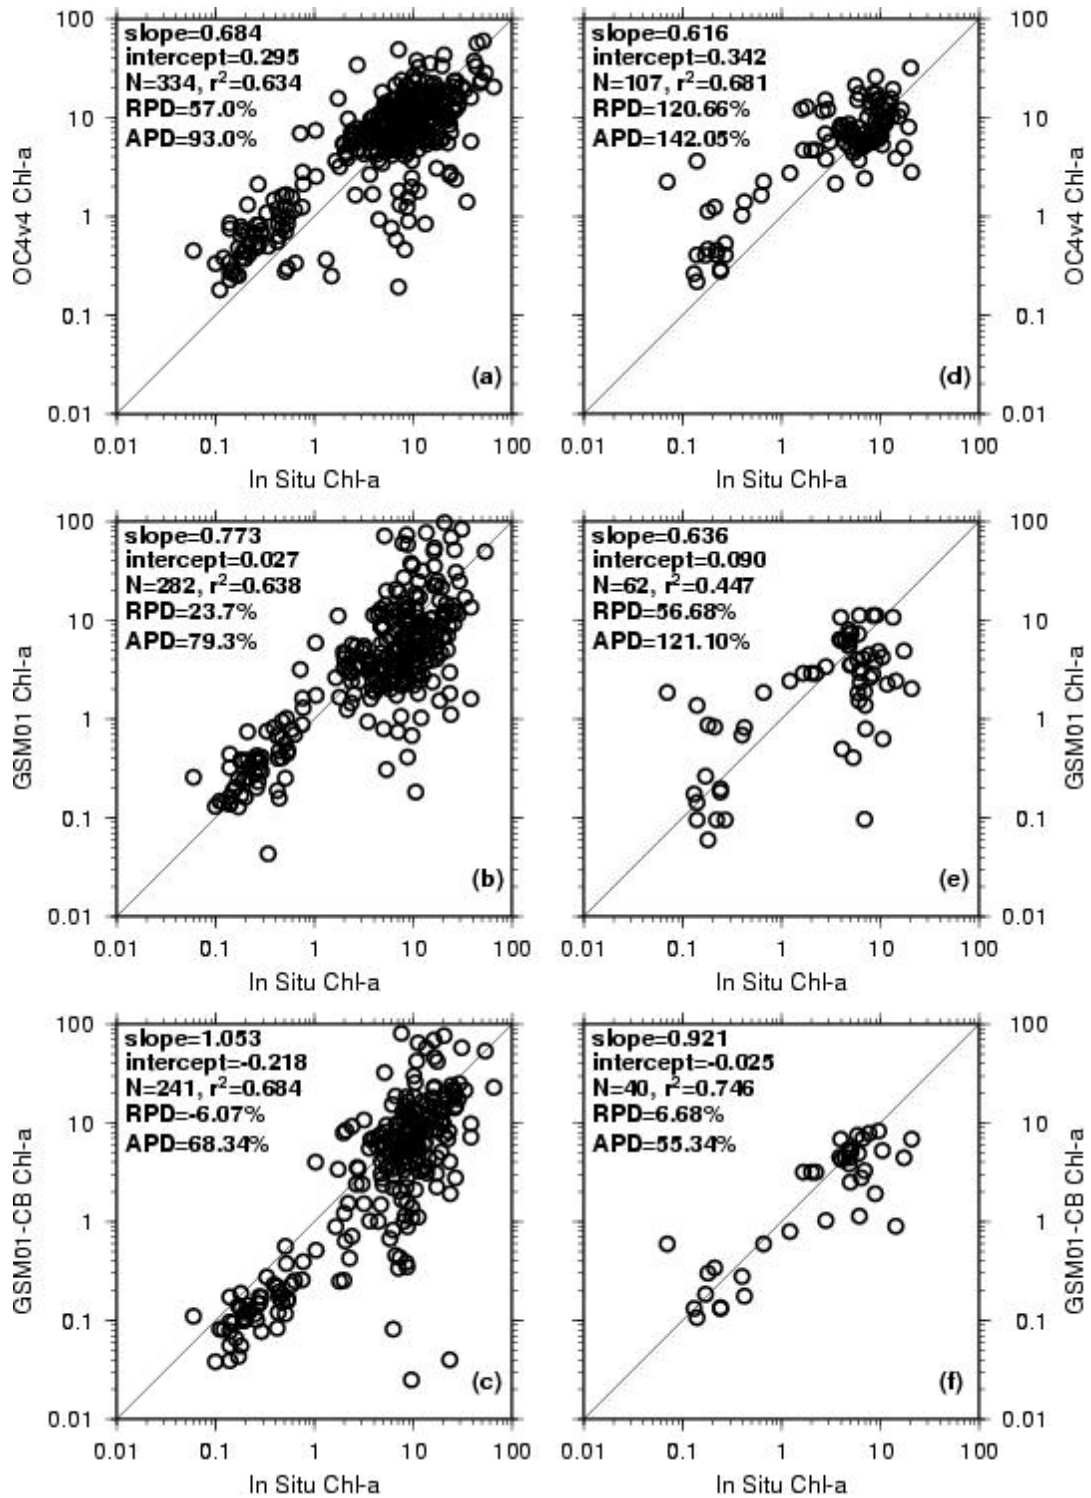 100
10
1
0.1
0.01
OC4v4 Chl-a
slope=0.684
intercept=0.295
N=334, r²=0.634
RPD=57.0%
APD=93.0%
(a)
0.01 0.1 1 10 100
In Situ Chl-a
slope=0.616
intercept=0.342
N=107, r²=0.681
RPD=120.66%
APD=142.05%
(d)
100
10
1
0.1
0.01
OC4v4 Chl-a
0.01 0.1 1 10 100
In Situ Chl-a
100
10
1
0.1
0.01
GSM01 Chl-a
slope=0.773
intercept=0.027
N=282, r²=0.638
RPD=23.7%
APD=79.3%
(b)
0.01 0.1 1 10 100
In Situ Chl-a
slope=0.636
intercept=0.090
N=62, r²=0.447
RPD=56.68%
APD=121.10%
(e)
100
10
1
0.1
0.01
GSM01 Chl-a
0.01 0.1 1 10 100
In Situ Chl-a
100
10
1
0.1
0.01
GSM01-CB Chl-a
slope=1.053
intercept=-0.218
N=241, r²=0.684
RPD=-6.07%
APD=68.34%
(c)
0.01 0.1 1 10 100
In Situ Chl-a
slope=0.921
intercept=-0.025
N=40, r²=0.746
RPD=6.68%
APD=55.34%
(f)
100
10
1
0.1
0.01
GSM01-CB Chl-a
0.01 0.1 1 10 100
In Situ Chl-a